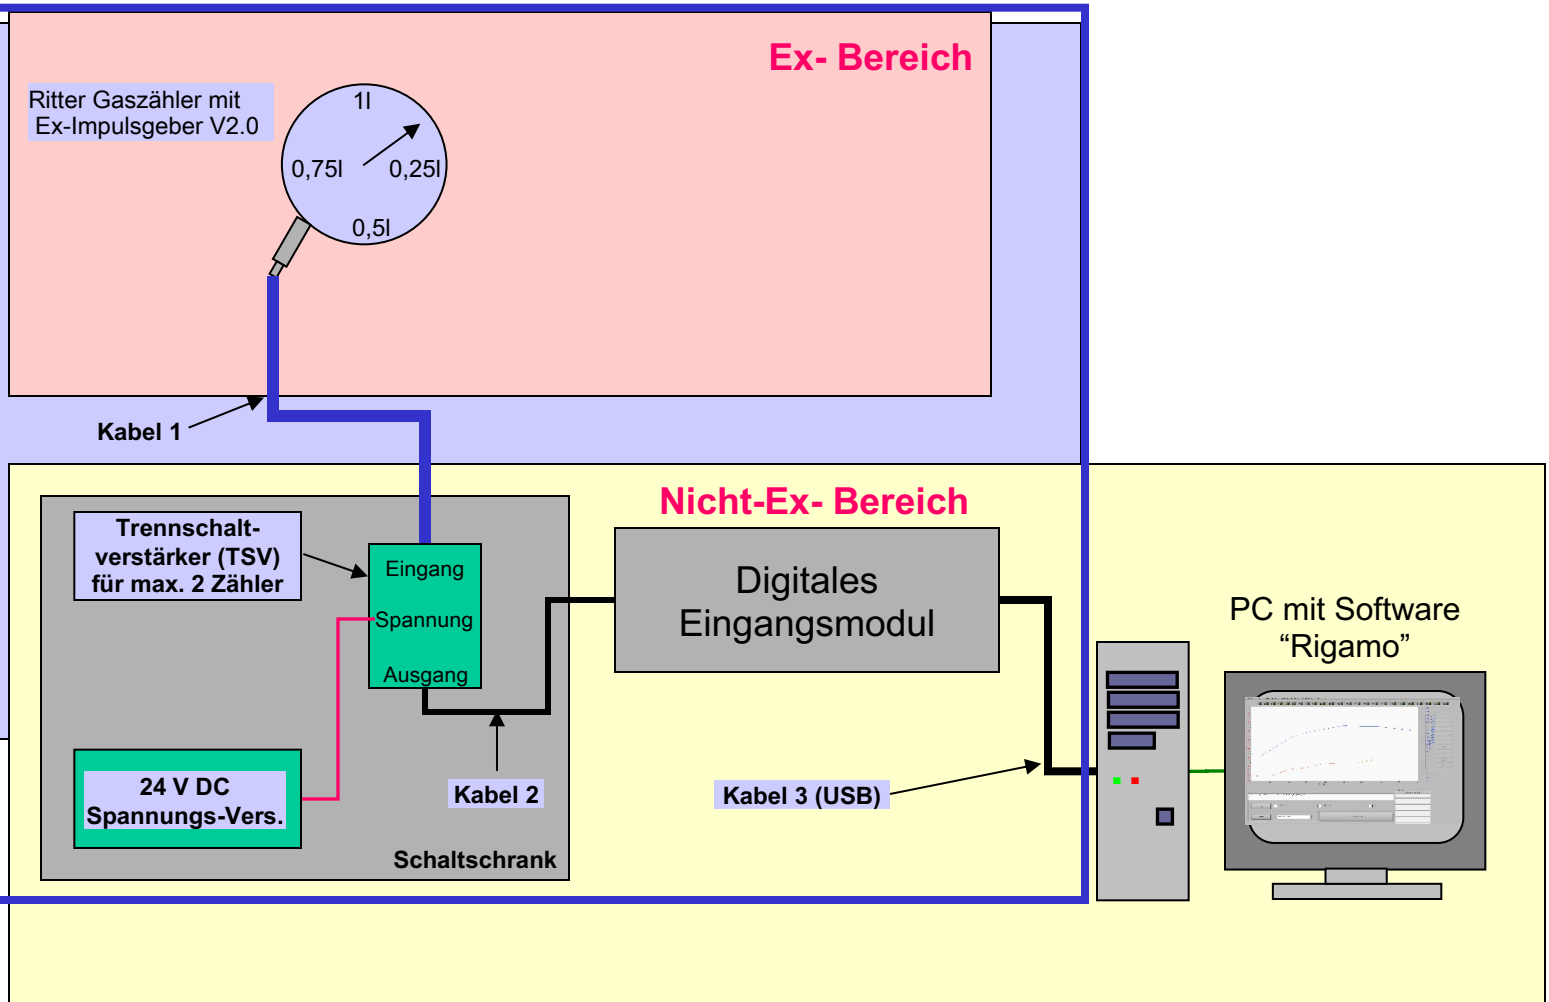 Ex- Bereich
Ritter Gaszähler mit
Ex-Impulsgeber V2.0
1l
0,75l
0,25l
0,5l
Kabel 1
Nicht-Ex- Bereich
Trennschalt-
verstärker (TSV)
für max. 2 Zähler
Eingang
Spannung
Ausgang
Digitales
Eingangsmodul
PC mit Software
“Rigamo”
24 V DC
Spannungs-Vers.
Kabel 2
Kabel 3 (USB)
Schaltschrank